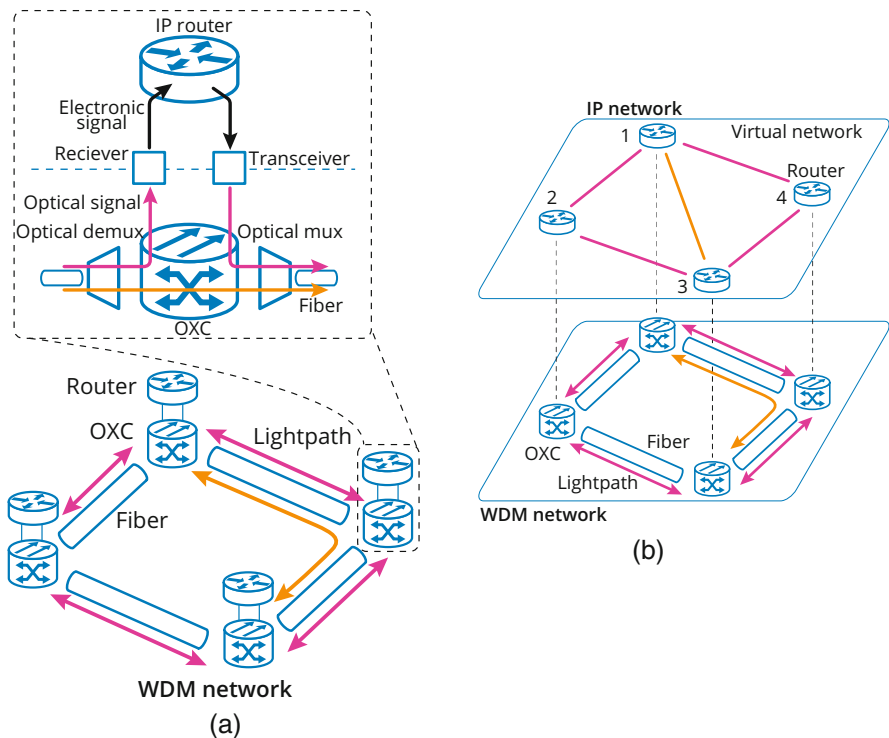 IP router
Electronic
signal
Reciever
Transceiver
Optical signal
Optical demux
Optical mux
Fiber
OXC
Router
OXC
Lightpath
Fiber
WDM network
(a)
IP network
1
Virtual network
Router
2
4
3
Fiber
OXC
Lightpath
WDM network
(b)